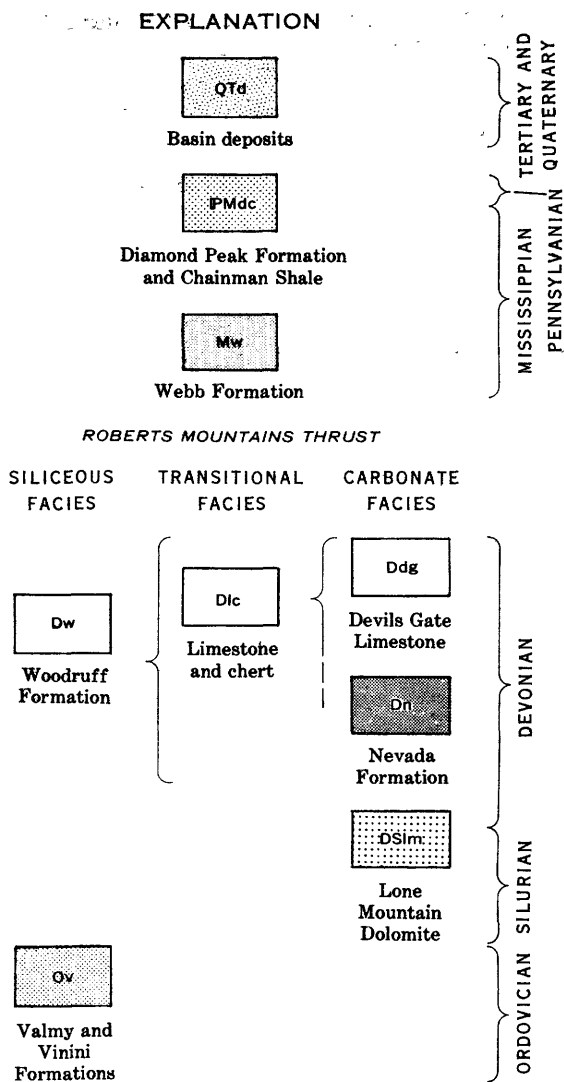 EXPLANATION
QTd
Basin deposits
TERTIARY AND
QUATERNARY
IPMdc
Diamond Peak Formation
and Chainman Shale
PENNSYLVANIAN
Mw
Webb Formation
MISSISSIPPIAN
ROBERTS MOUNTAINS THRUST
SILICEOUS
FACIES
TRANSITIONAL
FACIES
CARBONATE
FACIES
Dw
Woodruff
Formation
Dlc
Limestone
and chert
Ddg
Devils Gate
Limestone
Dn
Nevada
Formation
DEVONIAN
DSlm
Lone
Mountain
Dolomite
SILURIAN
Ov
Valmy and
Vinini
Formations
ORDOVICIAN